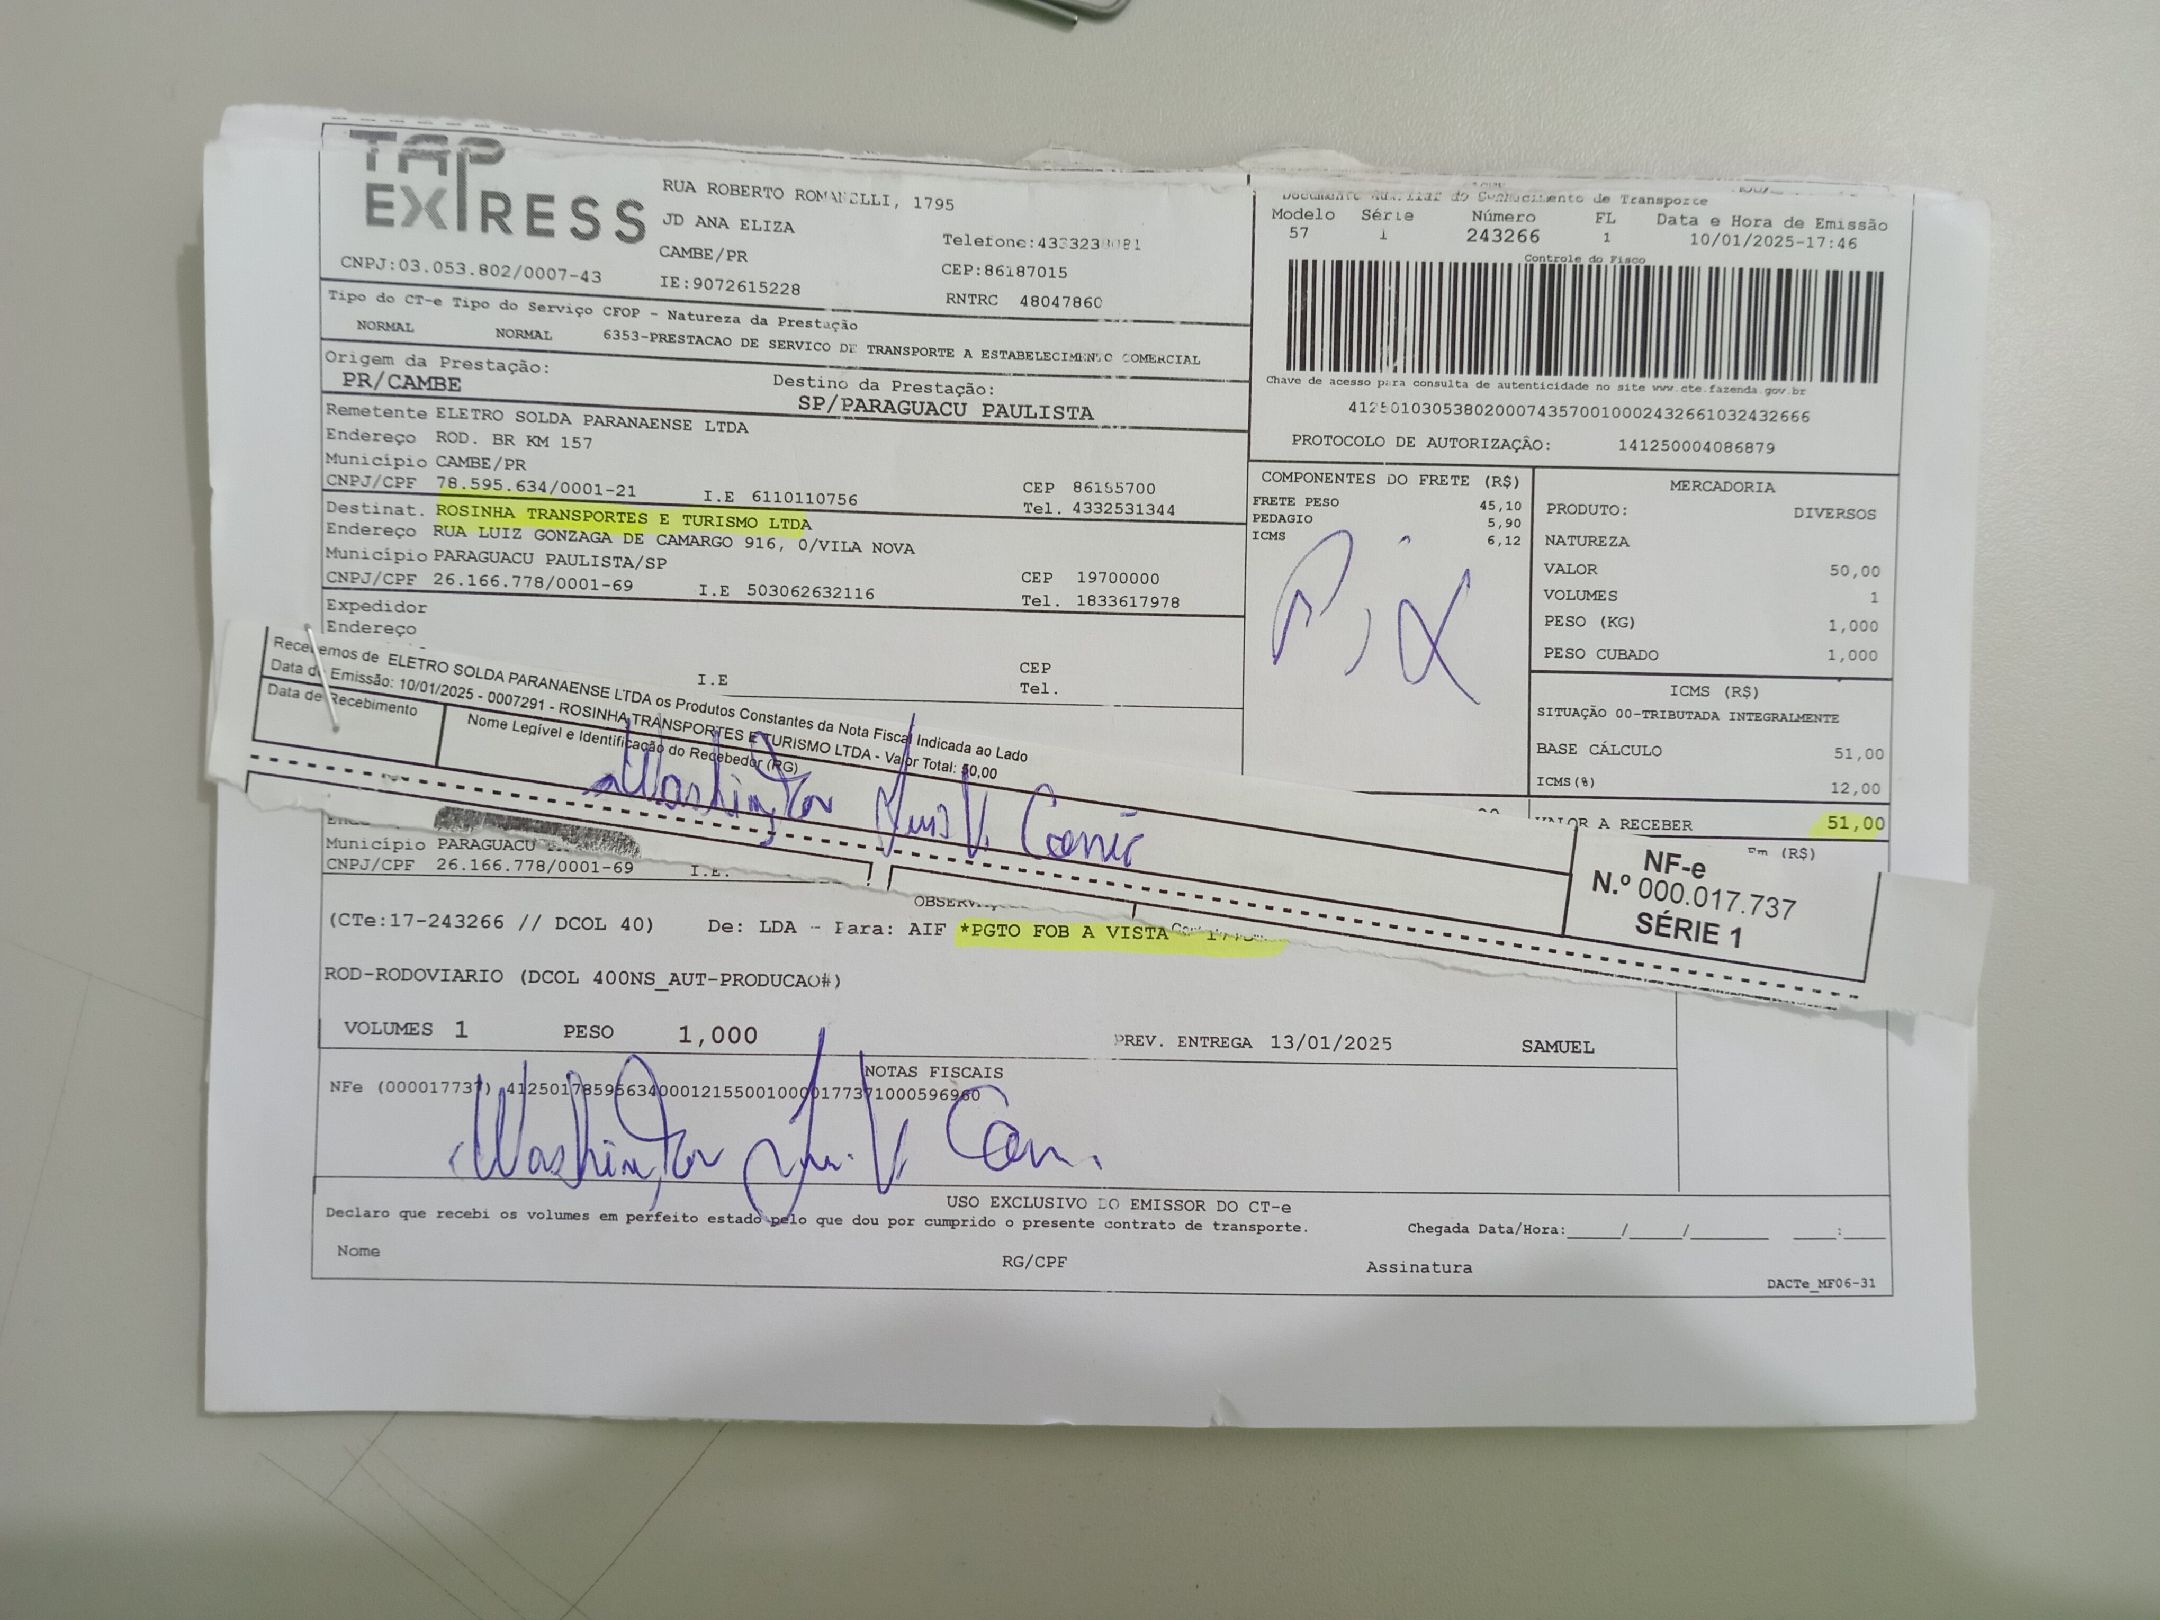 TAP
EXPRESS
RUA ROBERTO ROMANELLI, 1795
JD ANA ELIZA
CAMBE/PR
IE:9072615228
CEP:86187015
RNTRC 48047860
CNPJ:03.053.802/0007-43
Documento Auxiliar do Conhecimento de Transporte
Modelo Série Número FL Data e Hora de Emissão
57 1 243266 1 10/01/2025-17:46
Controle do Fisco
Chave de acesso para consulta de autenticidade no site www.cte.fazenda.gov.br
41250103053802000743570010002432661032432666
PROTOCOLO DE AUTORIZAÇÃO: 141250004086879
Tipo do CT-e Tipo do Serviço CFOP - Natureza da Prestação
NORMAL NORMAL 6353-PRESTACAO DE SERVICO DE TRANSPORTE A ESTABELECIMENTO COMERCIAL
Origem da Prestação:
PR/CAMBE
Destino da Prestação:
SP/PARAGUACU PAULISTA
Remetente ELETRO SOLDA PARANAENSE LTDA
Endereço ROD. BR KM 157
Município CAMBE/PR
CNPJ/CPF 78.595.634/0001-21 I.E 6110110756
CEP 86185700
Tel. 4332531344
Destinat. ROSINHA TRANSPORTES E TURISMO LTDA
Endereço RUA LUIZ GONZAGA DE CAMARGO 916, 0/VILA NOVA
Município PARAGUACU PAULISTA/SP
CNPJ/CPF 26.166.778/0001-69 I.E 503062632116
CEP 19700000
Tel. 1833617978
Expedidor
Endereço
I.E
CEP
Tel.
COMPONENTES DO FRETE (R$)
FRETE PESO 45,10
PEDAGIO 5,90
ICMS 6,12
Pix
MERCADORIA
PRODUTO: DIVERSOS
NATUREZA
VALOR 50,00
VOLUMES 1
PESO (KG) 1,000
PESO CUBADO 1,000
ICMS (R$)
SITUAÇÃO 00-TRIBUTADA INTEGRALMENTE
BASE CÁLCULO 51,00
ICMS(%) 12,00
VALOR A RECEBER 51,00
(R$)
Recebemos de ELETRO SOLDA PARANAENSE LTDA os Produtos Constantes da Nota Fiscal Indicada ao Lado
Data de Emissão: 10/01/2025 - 0007291 - ROSINHA TRANSPORTES E TURISMO LTDA - Valor Total: 50,00
Data de Recebimento
Nome Legível e Identificação do Recebedor (RG)
Washington Luis V.
NF-e
N.º 000.017.737
SÉRIE 1
Município PARAGUACU
CNPJ/CPF 26.166.778/0001-69 I.E.
(CTe:17-243266 // DCOL 40) De: LDA - Para: AIF *PGTO FOB A VISTA
ROD-RODOVIARIO (DCOL 400NS_AUT-PRODUCAO#)
VOLUMES 1 PESO 1,000 PREV. ENTREGA 13/01/2025 SAMUEL
NOTAS FISCAIS
NFe (000017737)
Washington
USO EXCLUSIVO DO EMISSOR DO CT-e
Declaro que recebi os volumes em perfeito estado pelo que dou por cumprido o presente contrato de transporte.
Chegada Data/Hora:_____/_____/_______ ____:____
Nome RG/CPF Assinatura
DACTe_MF06-31